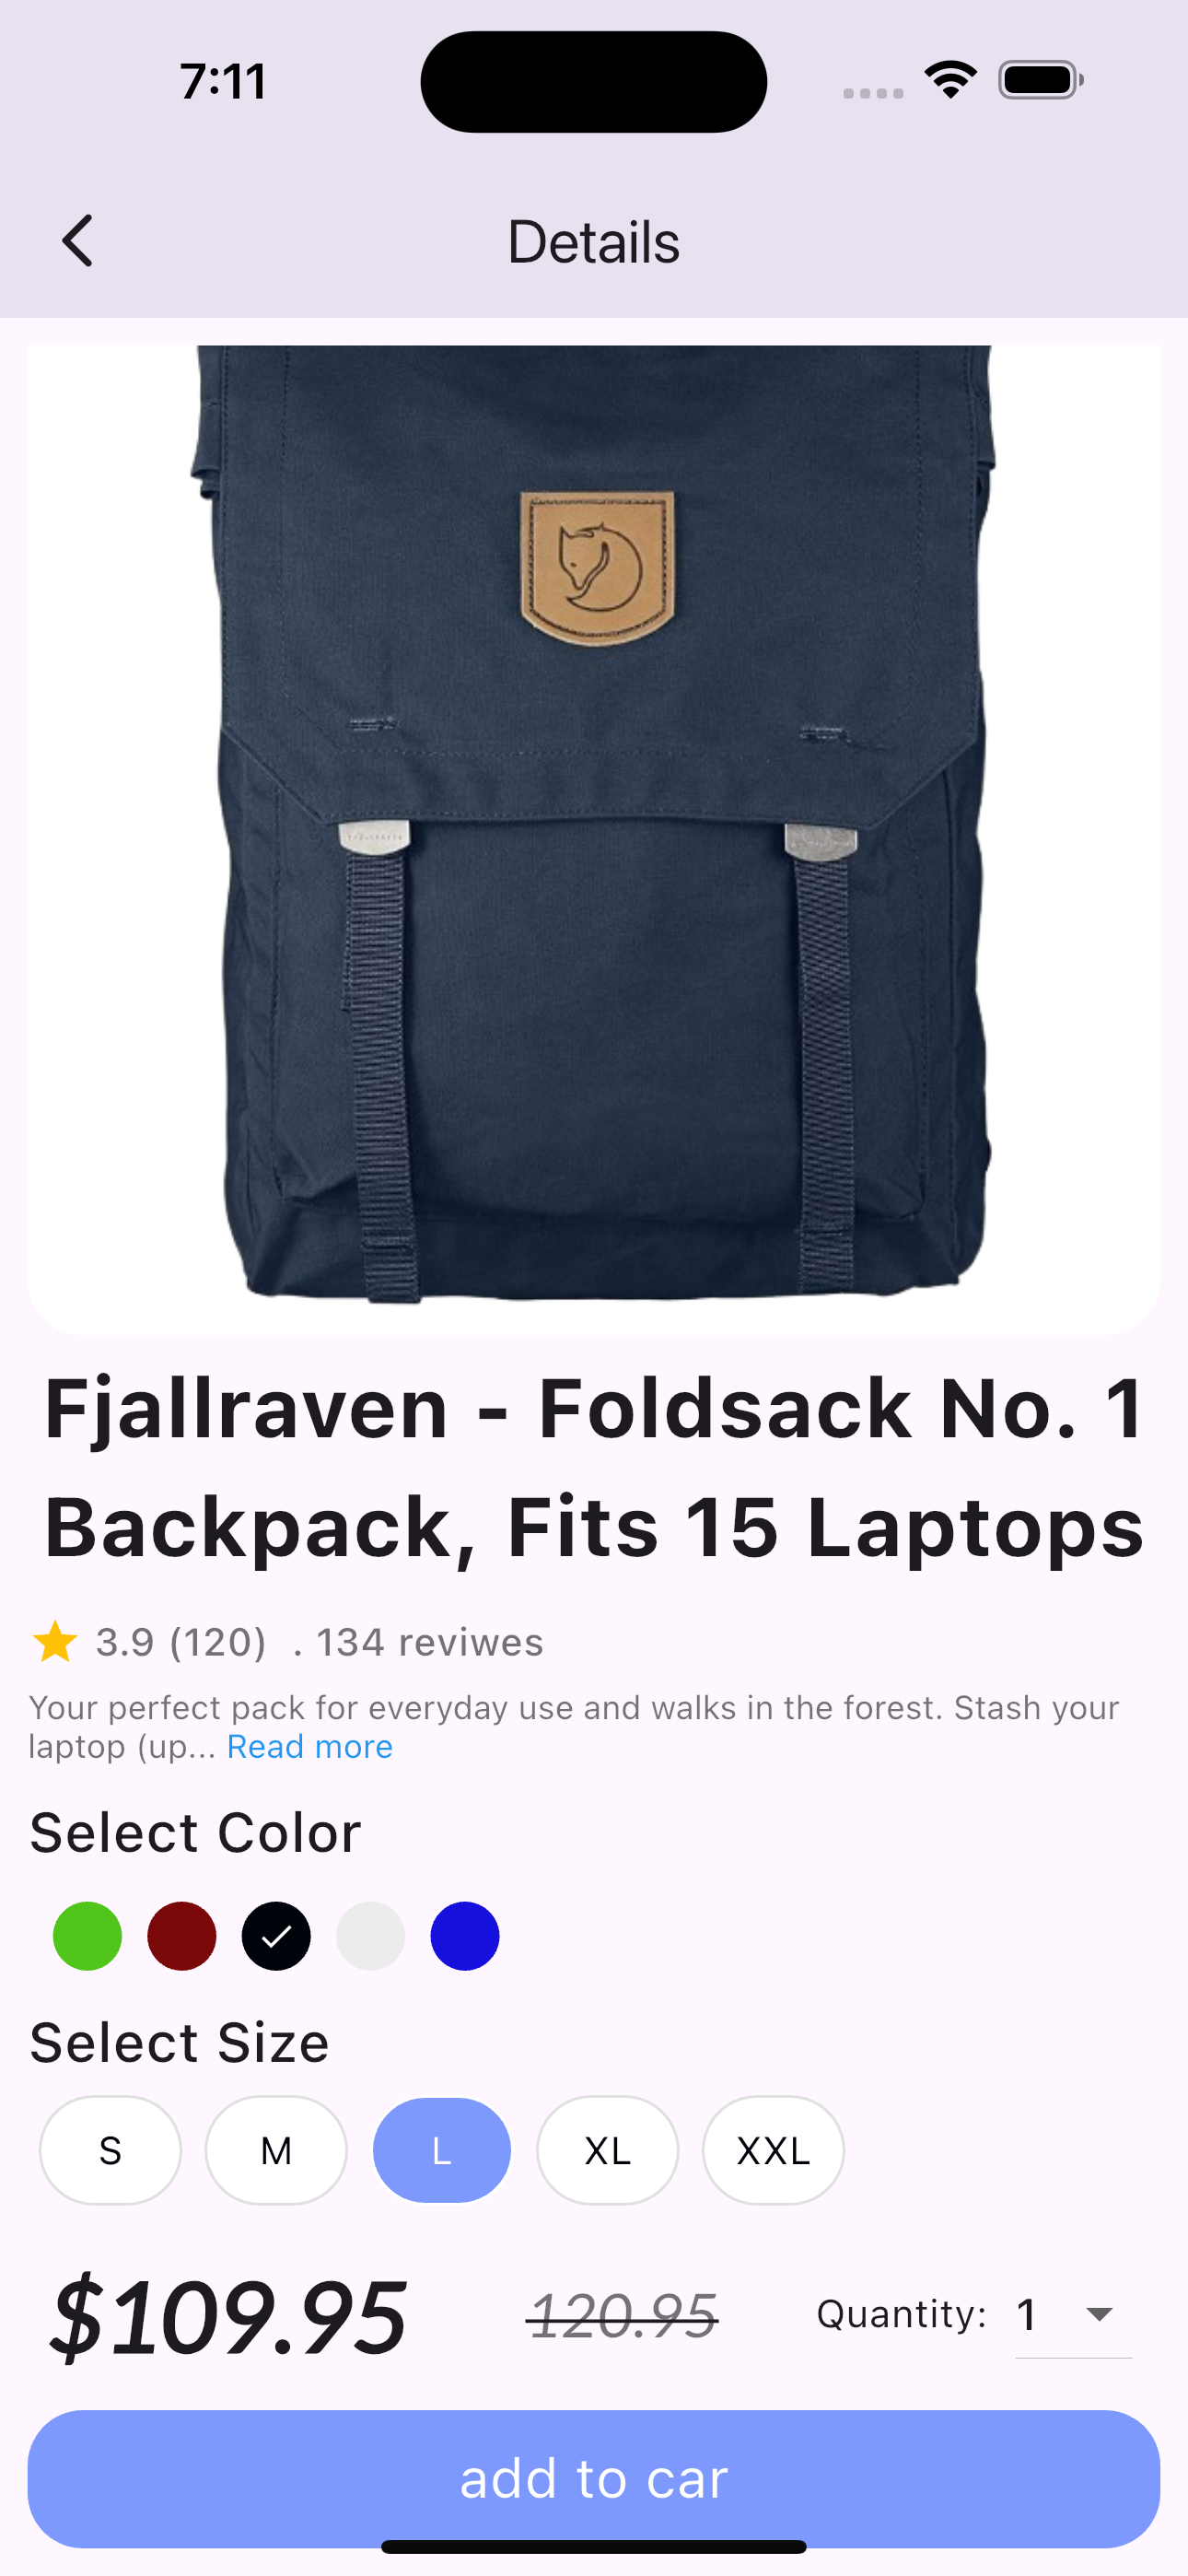 7:11
Details
Fjallraven - Foldsack No. 1
Backpack, Fits 15 Laptops
3.9 (120) . 134 reviwes
Your perfect pack for everyday use and walks in the forest. Stash your
laptop (up... Read more
Select Color
Select Size
S M L XL XXL
$109.95 120.95 Quantity: 1
add to car